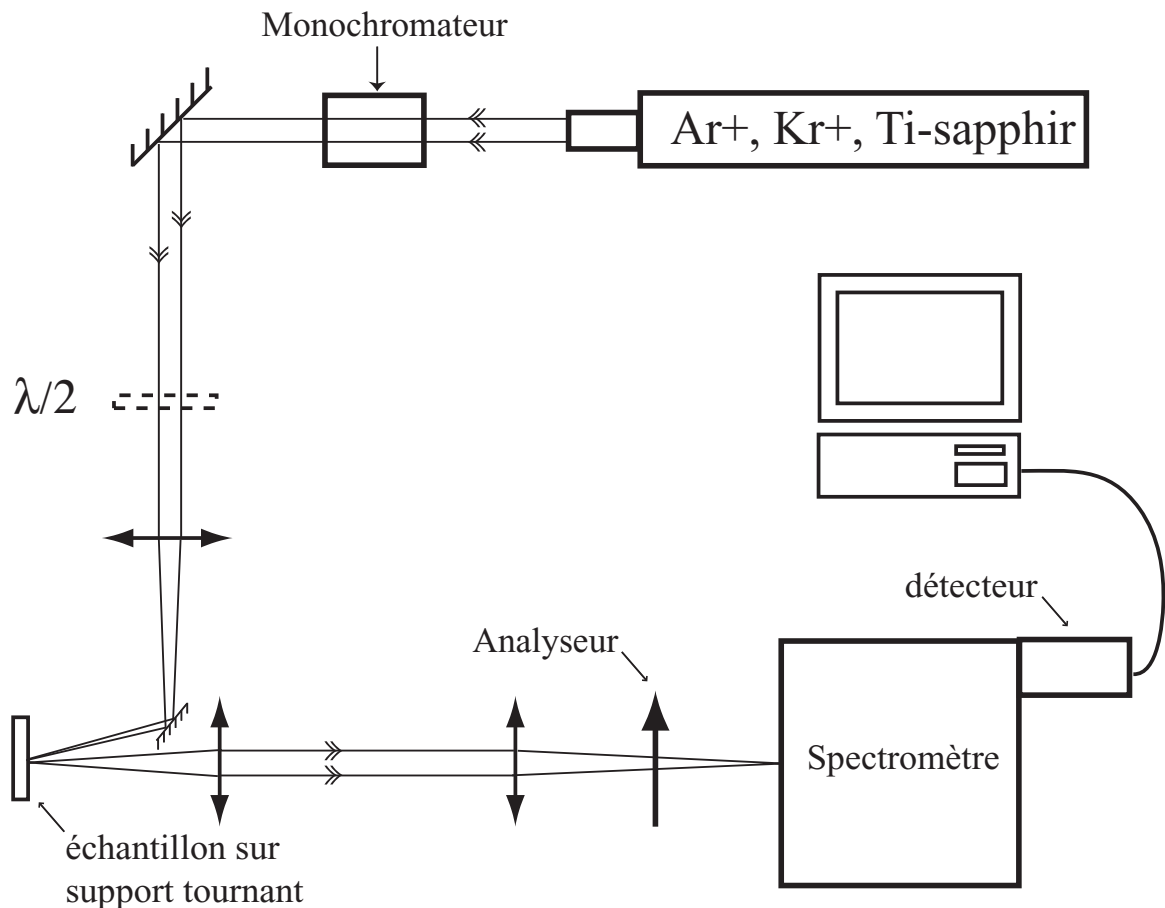 Monochromateur
Ar+, Kr+, Ti-sapphir
λ/2
détecteur
Analyseur
Spectromètre
échantillon sur
support tournant